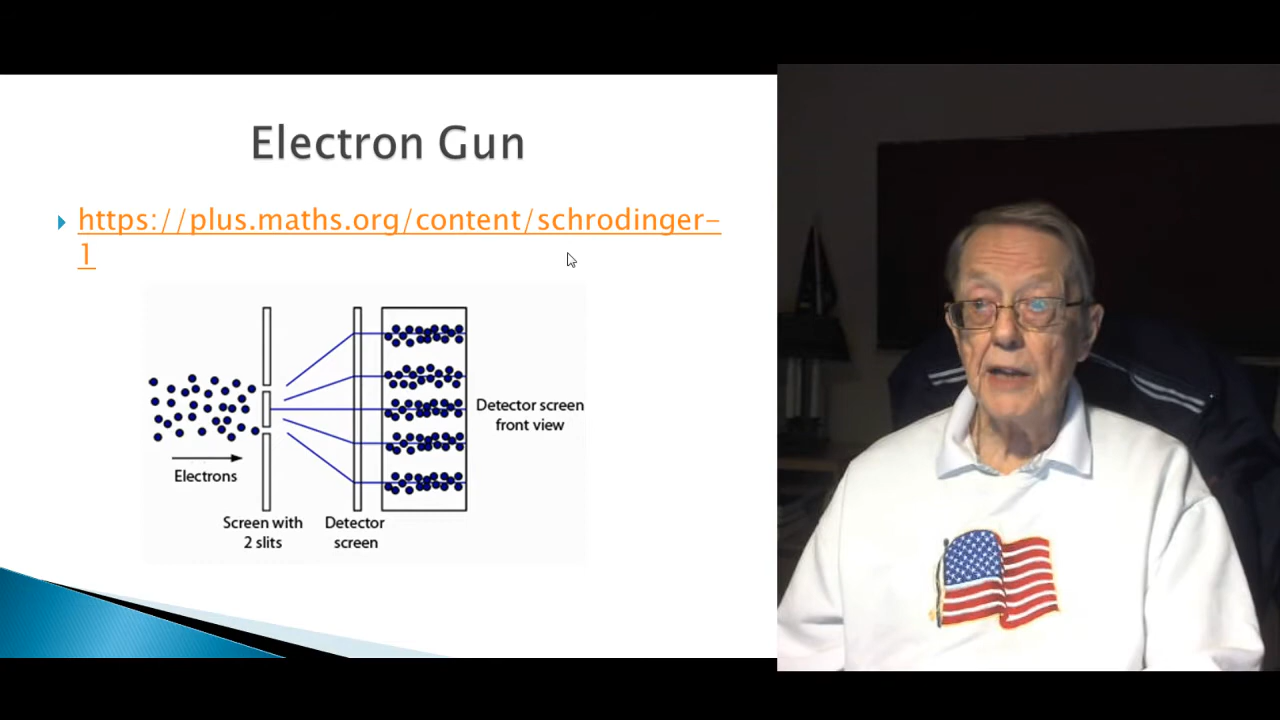 Electron Gun
https://plus.maths.org/content/schrodinger-
1
Detector screen
front view
Electrons
Screen with
2 slits
Detector
screen